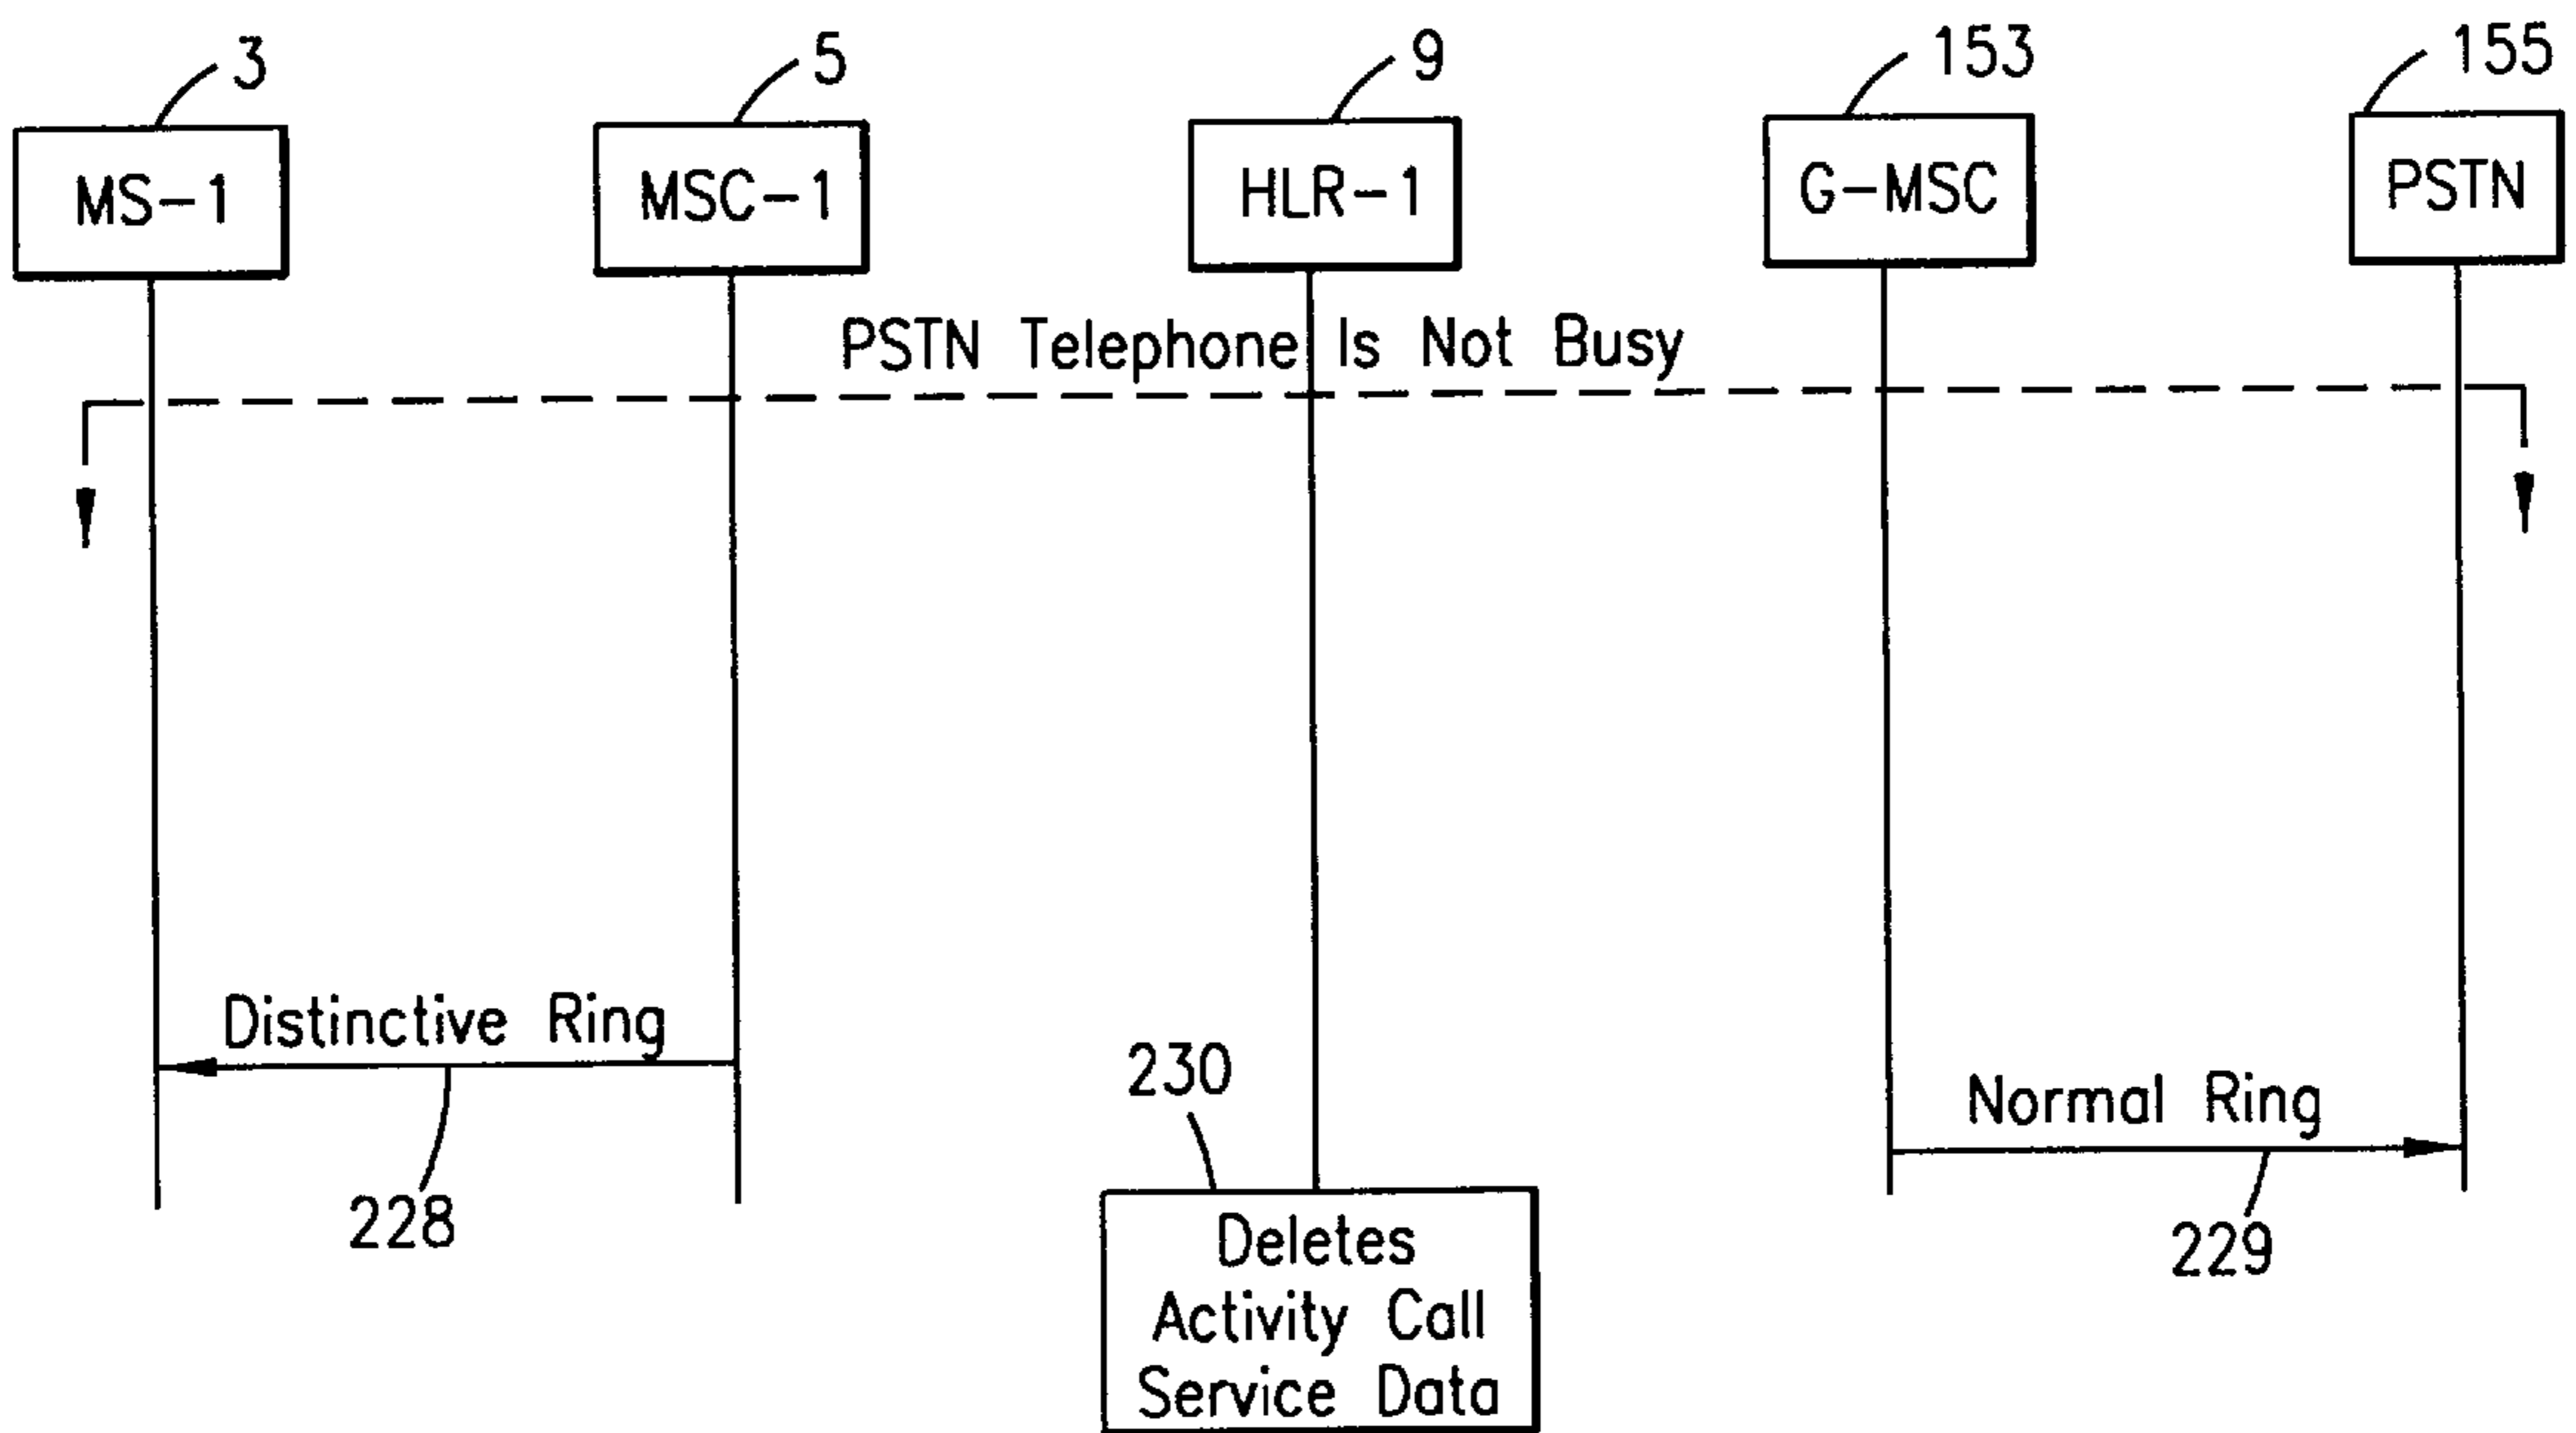 3
5
9
153
155
MS-1
MSC-1
HLR-1
G-MSC
PSTN
PSTN Telephone Is Not Busy
Distinctive Ring
228
230
Normal Ring
229
Deletes
Activity Call
Service Data